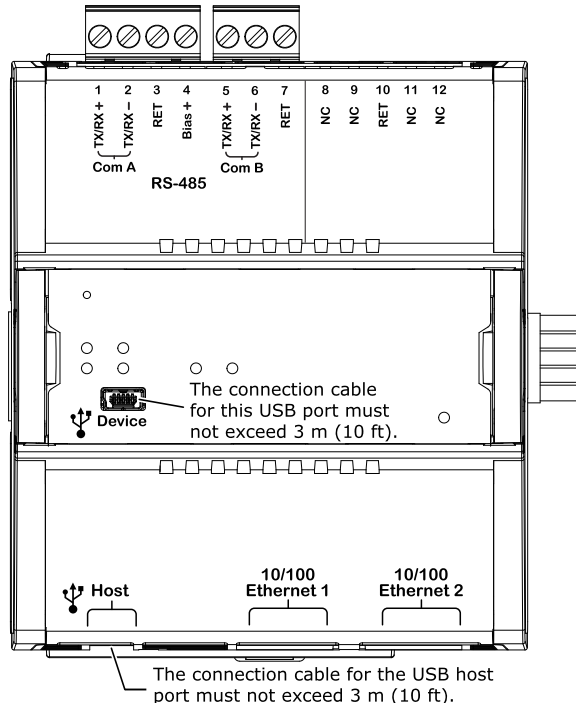 1 2 3 4 5 6 7 8 9 10 11 12
TX/RX + TX/RX – RET Bias + TX/RX + TX/RX – RET NC NC RET NC NC
Com A Com B
RS-485
The connection cable
for this USB port must
not exceed 3 m (10 ft).
Device
Host
10/100
Ethernet 1
10/100
Ethernet 2
The connection cable for the USB host
port must not exceed 3 m (10 ft).